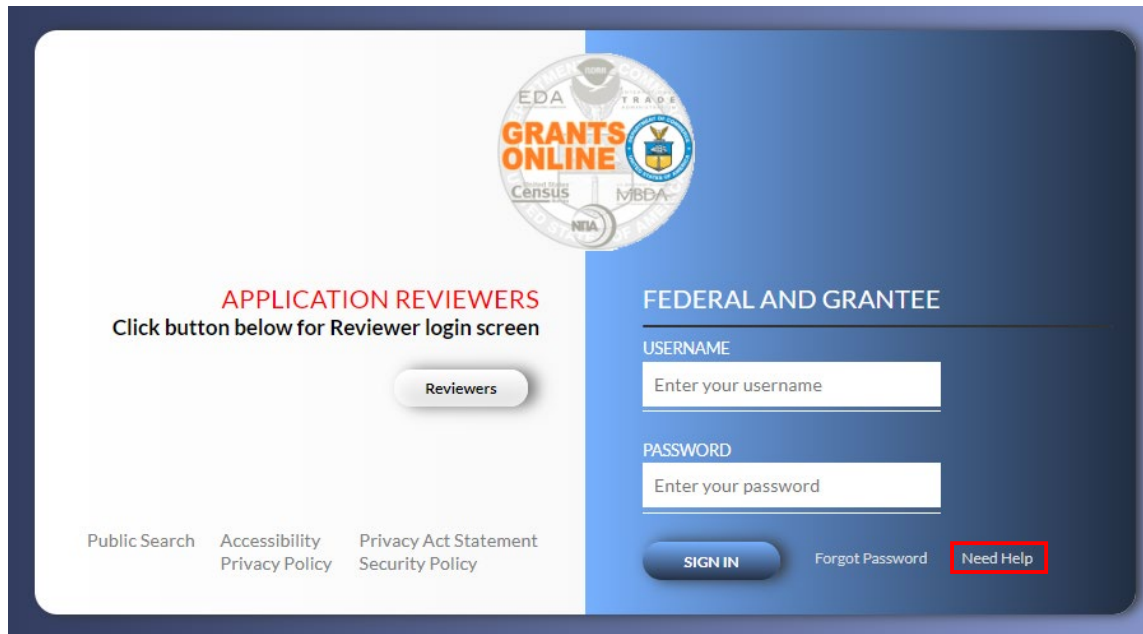 EDA
TRADE
GRANTS
ONLINE
United States
Census
MBDA
NTIA
APPLICATION REVIEWERS
Click button below for Reviewer login screen
Reviewers
Public Search Accessibility Privacy Act Statement
Privacy Policy Security Policy
FEDERAL AND GRANTEE
USERNAME
Enter your username
PASSWORD
Enter your password
SIGN IN Forgot Password Need Help